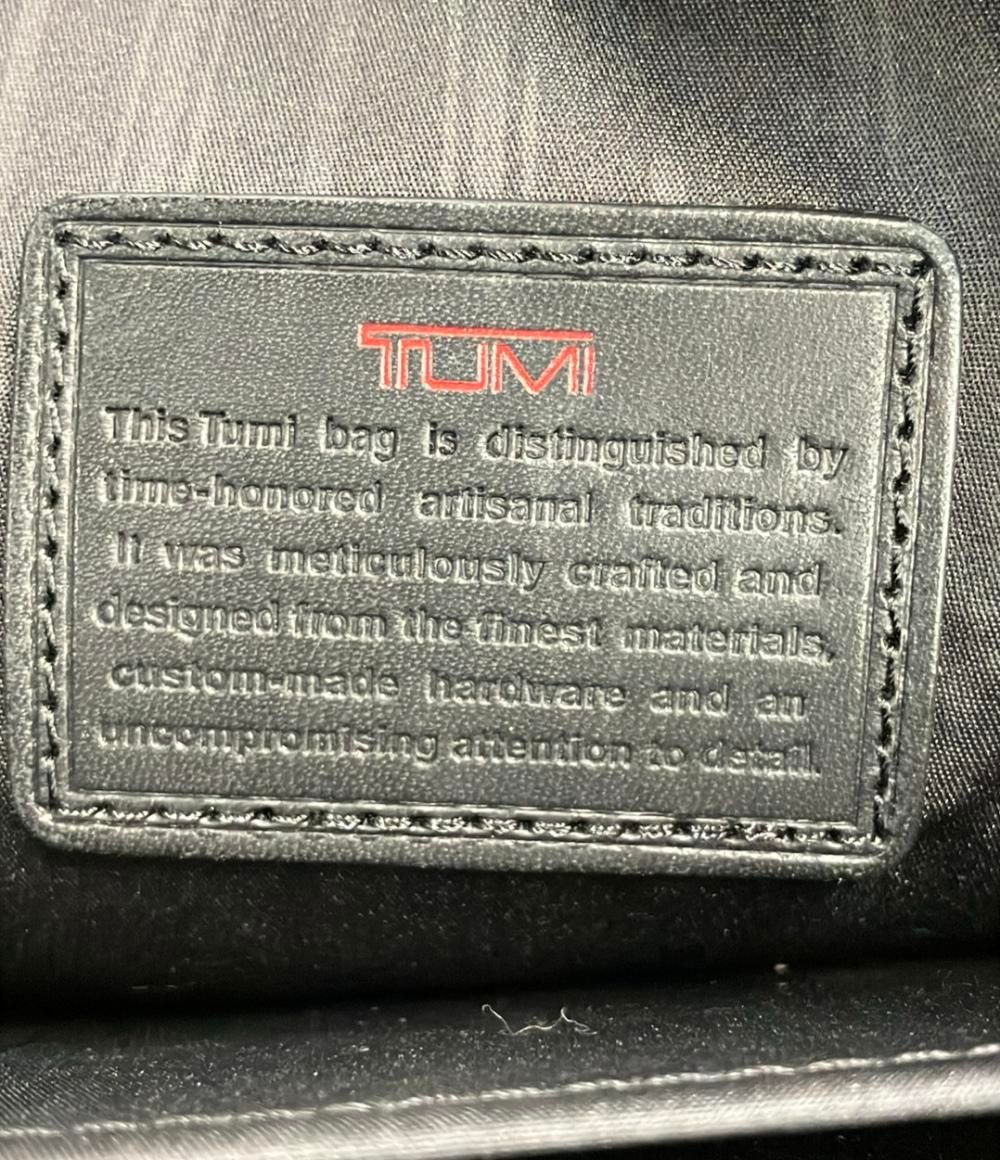 TUMI
This Tumi bag is distinguished by
time-honored artisanal traditions.
It was meticulously crafted and
designed from the finest materials,
custom-made hardware and an
uncompromising attention to detail.